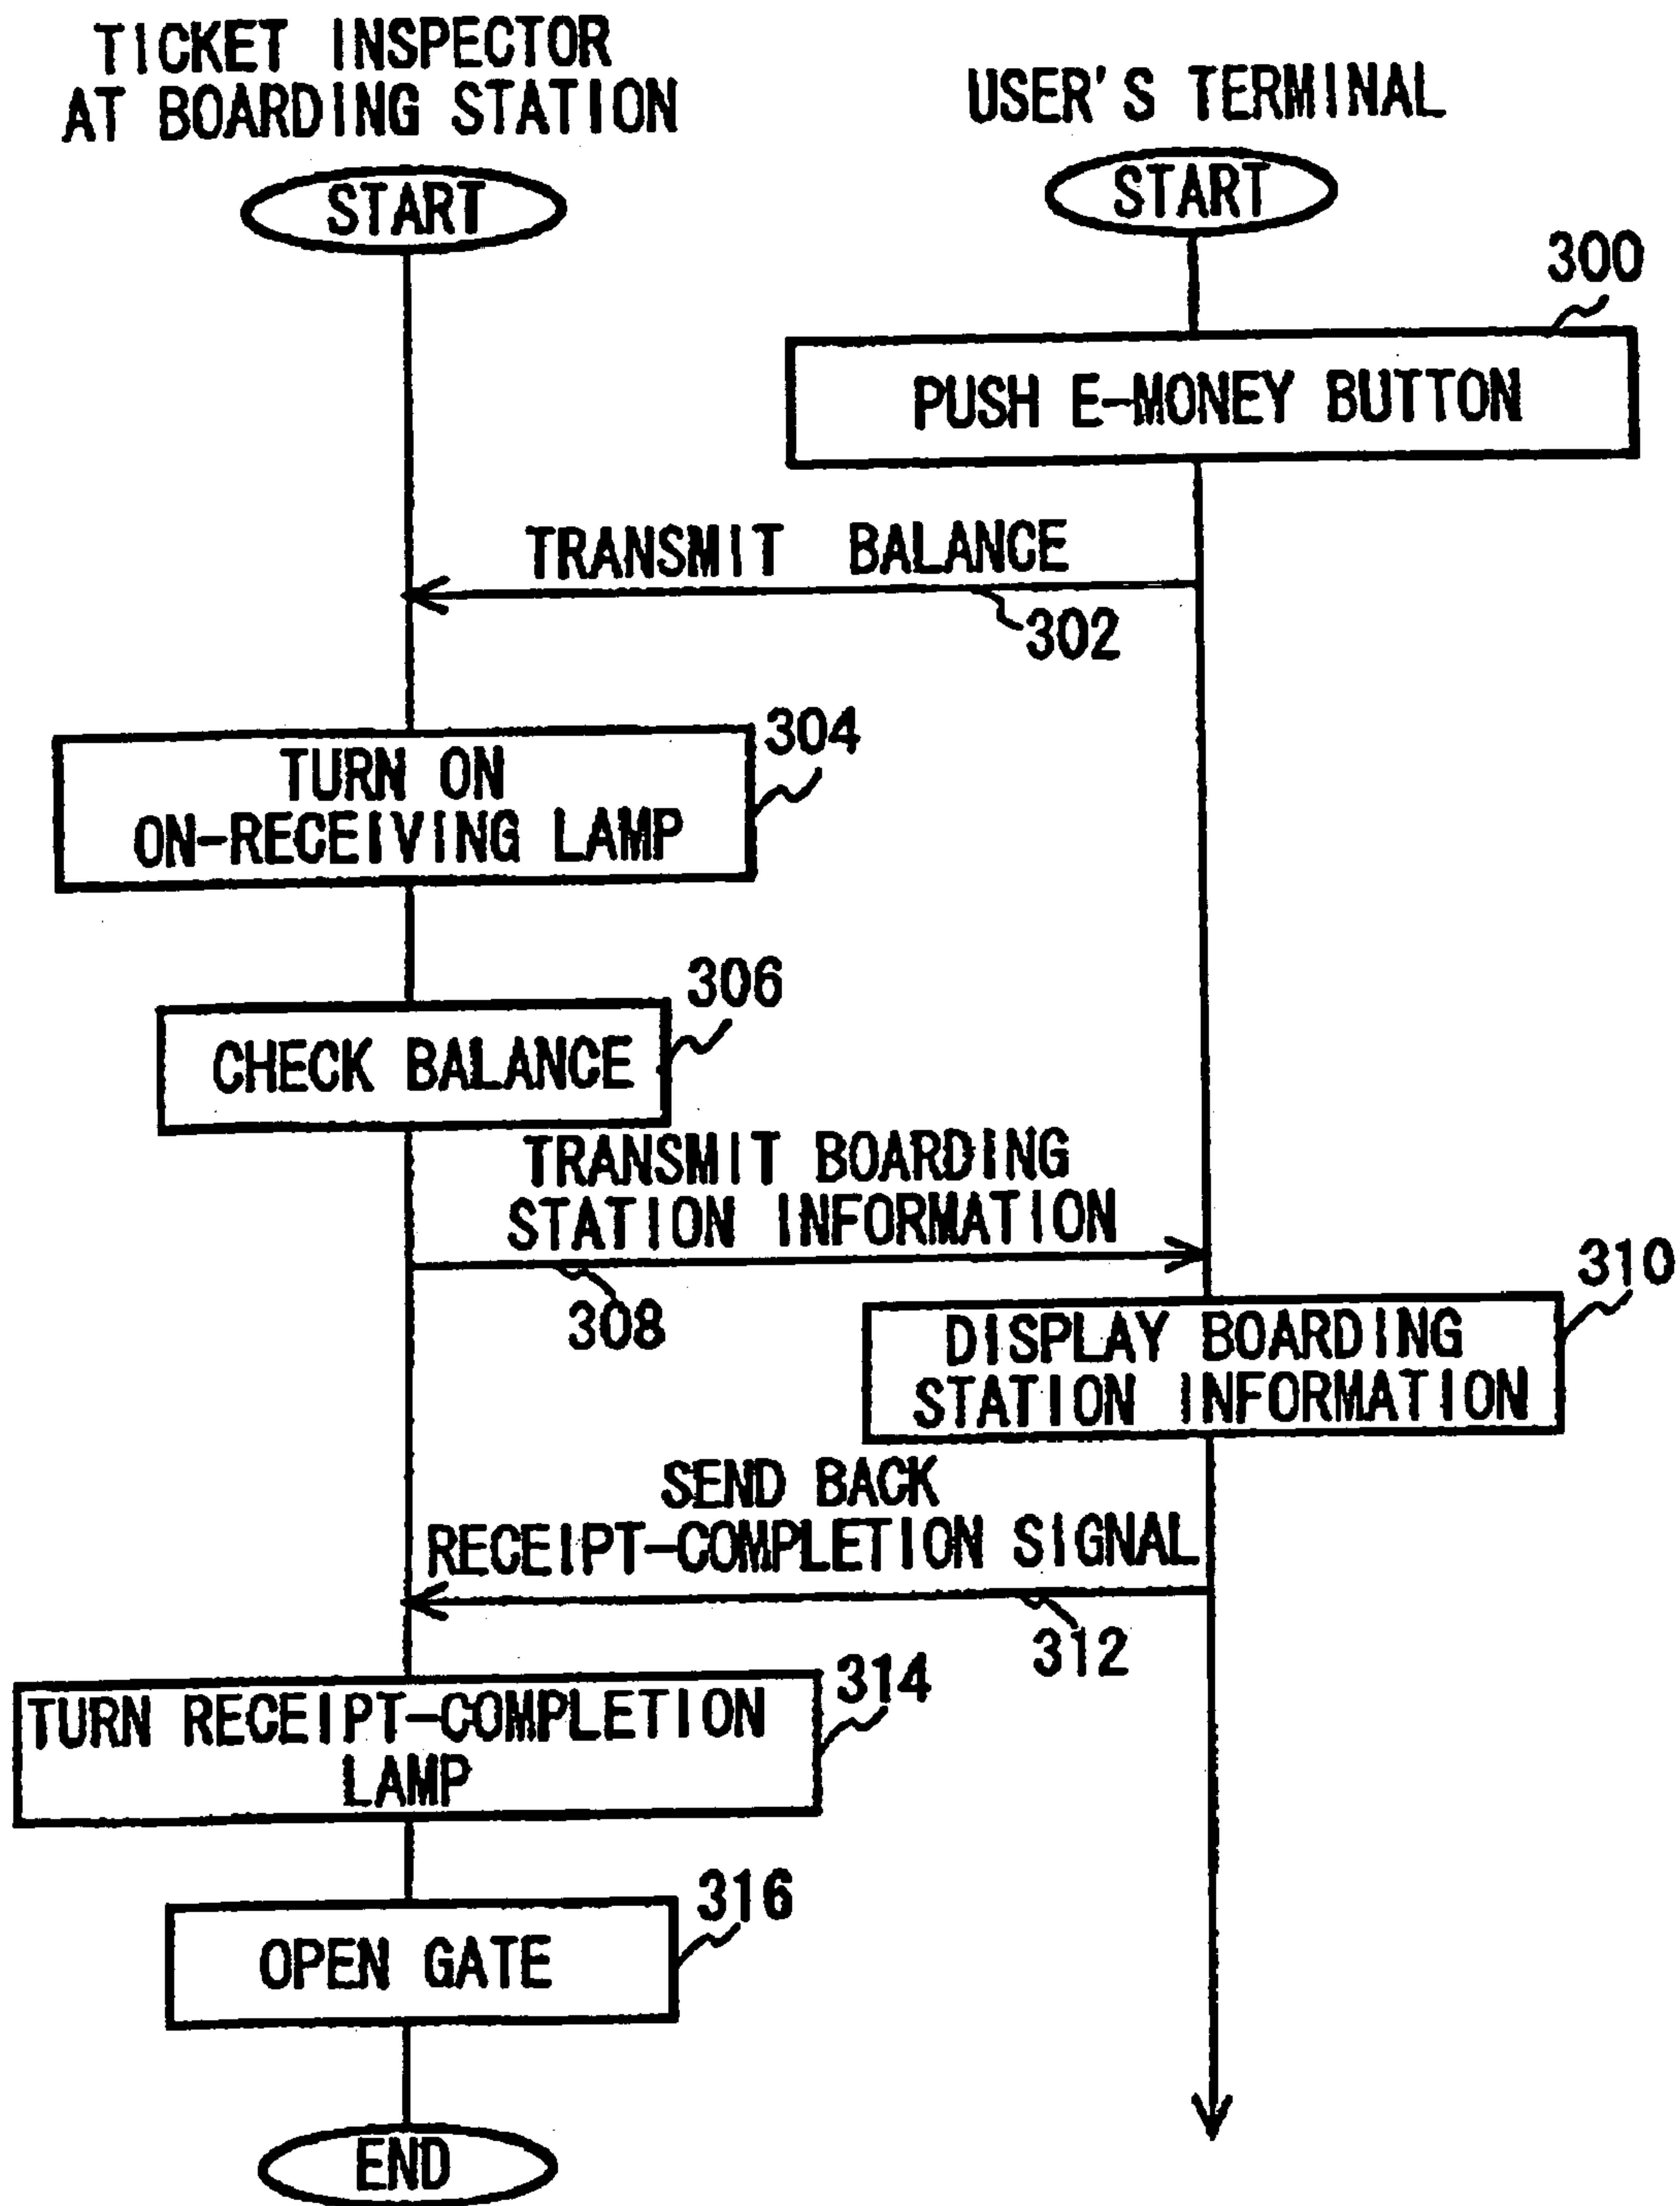 TICKET INSPECTOR
AT BOARDING STATION
USER'S TERMINAL
START
START
300
PUSH E-MONEY BUTTON
TRANSMIT BALANCE
302
304
TURN ON
ON-RECEIVING LAMP
306
CHECK BALANCE
TRANSMIT BOARDING
STATION INFORMATION
308
310
DISPLAY BOARDING
STATION INFORMATION
SEND BACK
RECEIPT-COMPLETION SIGNAL
312
314
TURN RECEIPT-COMPLETION
LAMP
316
OPEN GATE
END